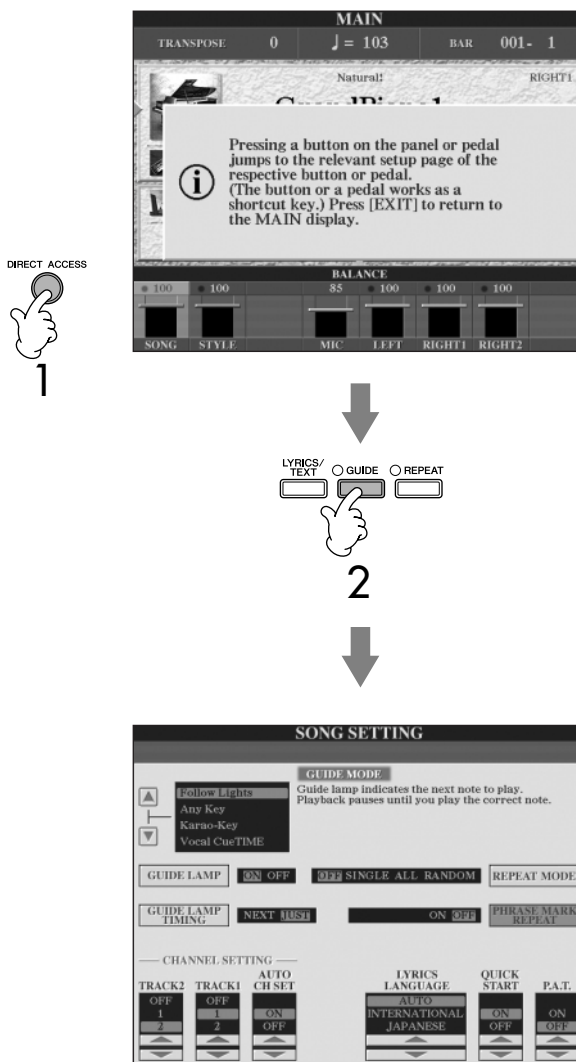 MAIN
TRANSPOSE 0 ♩= 103 BAR 001- 1
Natural! RIGHT1
Pressing a button on the panel or pedal
jumps to the relevant setup page of the
respective button or pedal.
(The button or a pedal works as a
shortcut key.) Press [EXIT] to return to
the MAIN display.
DIRECT ACCESS
1
BALANCE
100 100 85 100 100 100
SONG STYLE MIC LEFT RIGHT1 RIGHT2
LYRICS/
TEXT GUIDE REPEAT
2
SONG SETTING
GUIDE MODE
Guide lamp indicates the next note to play.
Playback pauses until you play the correct note.
Follow Lights
Any Key
Karao-Key
Vocal CueTIME
GUIDE LAMP ON OFF OFF SINGLE ALL RANDOM REPEAT MODE
GUIDE LAMP
TIMING NEXT JUST ON OFF PHRASE MARK
REPEAT
CHANNEL SETTING
TRACK2 TRACK1 AUTO
CH SET LYRICS
LANGUAGE QUICK
START P.A.T.
OFF OFF AUTO
1 1 ON INTERNATIONAL ON ON
2 2 OFF JAPANESE OFF OFF